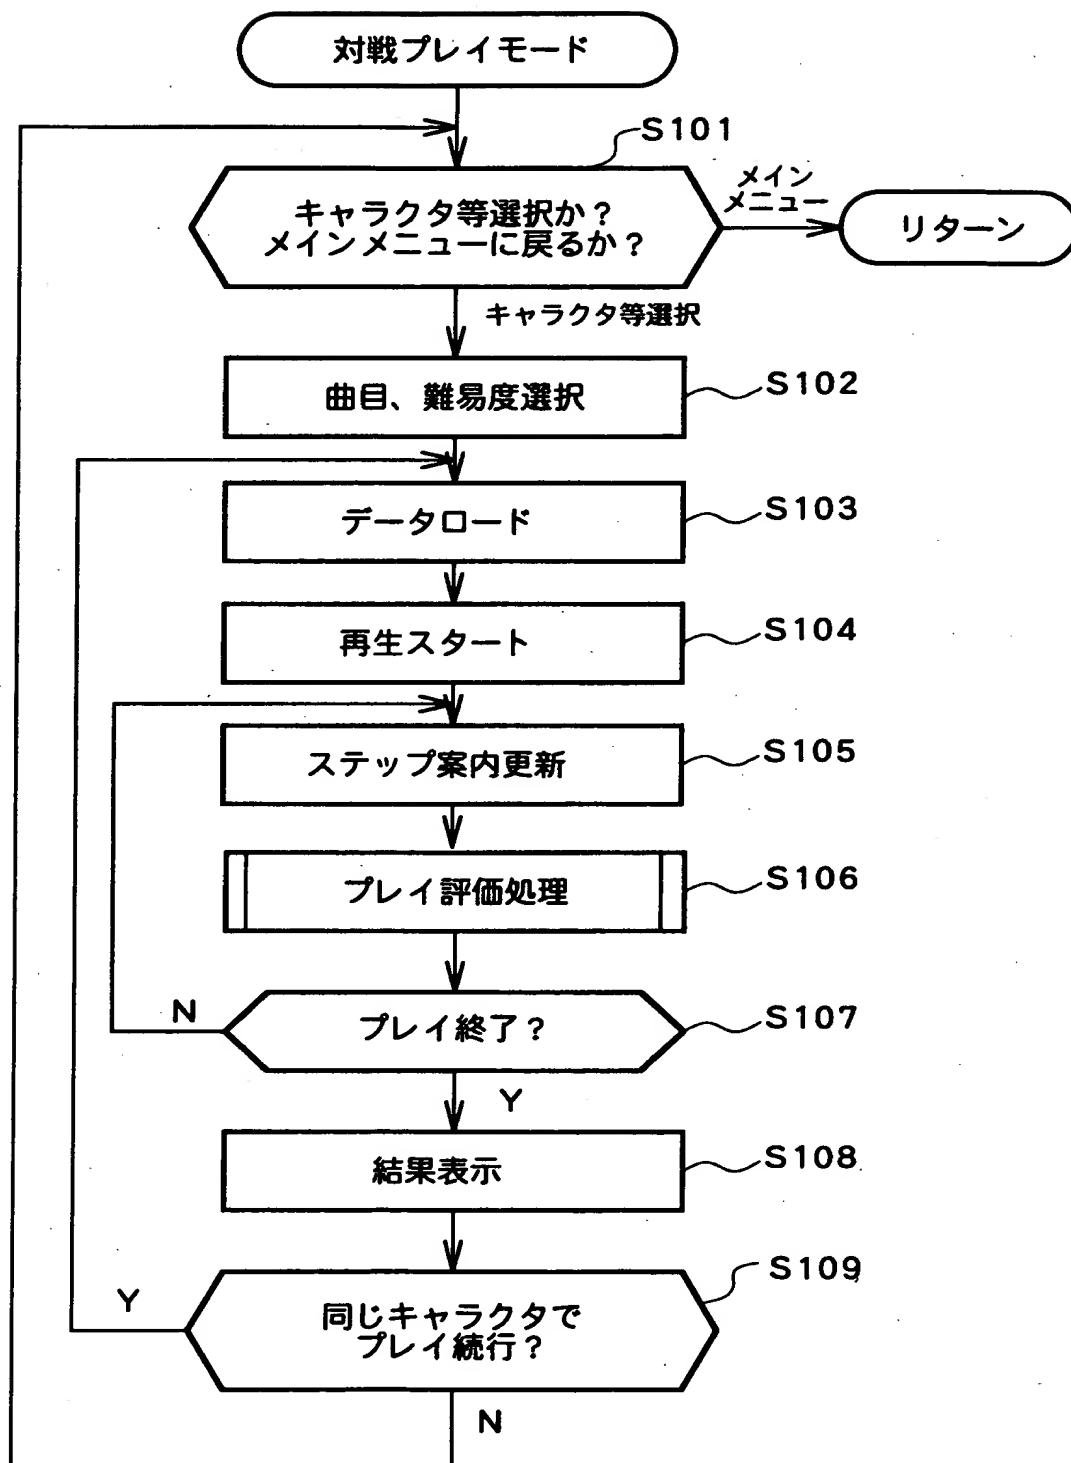 対戦プレイモード
S101
キャラクタ等選択か?
メインメニューに戻るか?
メイン
メニュー
リターン
キャラクタ等選択
曲目、難易度選択
S102
データロード
S103
再生スタート
S104
ステップ案内更新
S105
プレイ評価処理
S106
プレイ終了?
S107
N
Y
結果表示
S108
同じキャラクタで
プレイ続行?
S109
Y
N